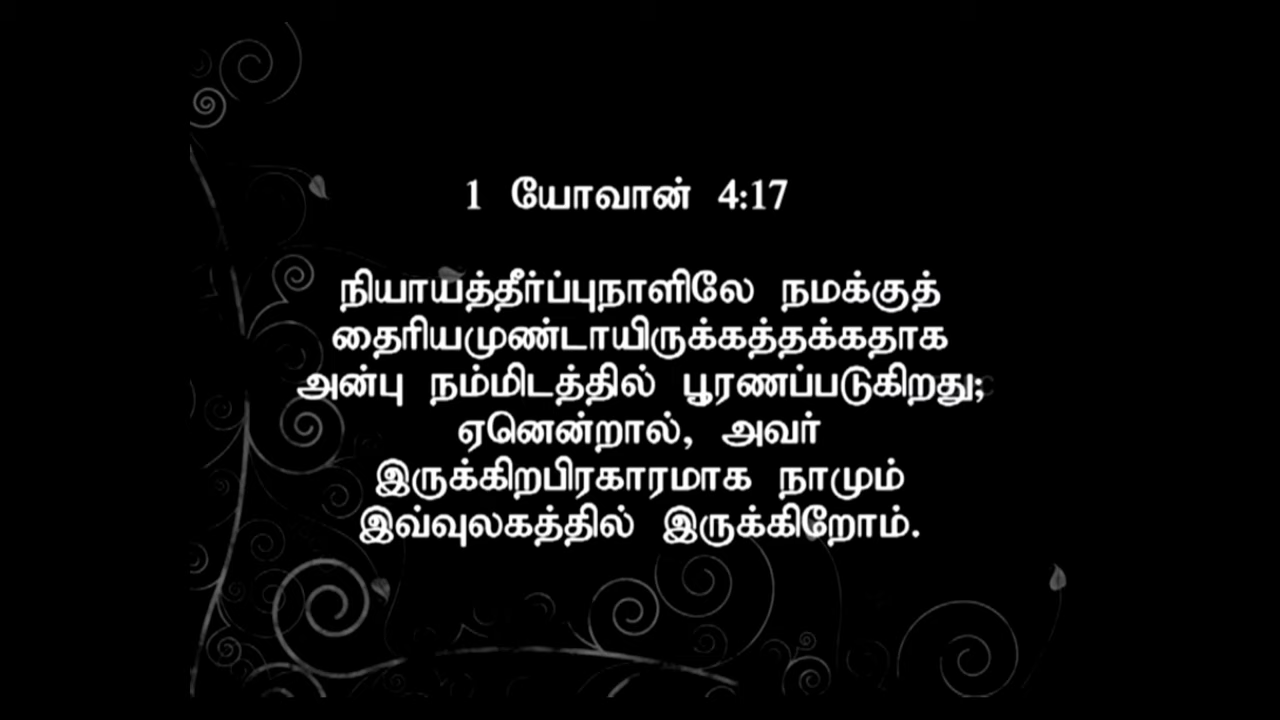 1 யோவான் 4:17
நியாயத்தீர்ப்புநாளிலே நமக்குத்
தைரியமுண்டாயிருக்கத்தக்கதாக
அன்பு நம்மிடத்தில் பூரணப்படுகிறது;
ஏனென்றால், அவர்
இருக்கிறபிரகாரமாக நாமும்
இவ்வுலகத்தில் இருக்கிறோம்.